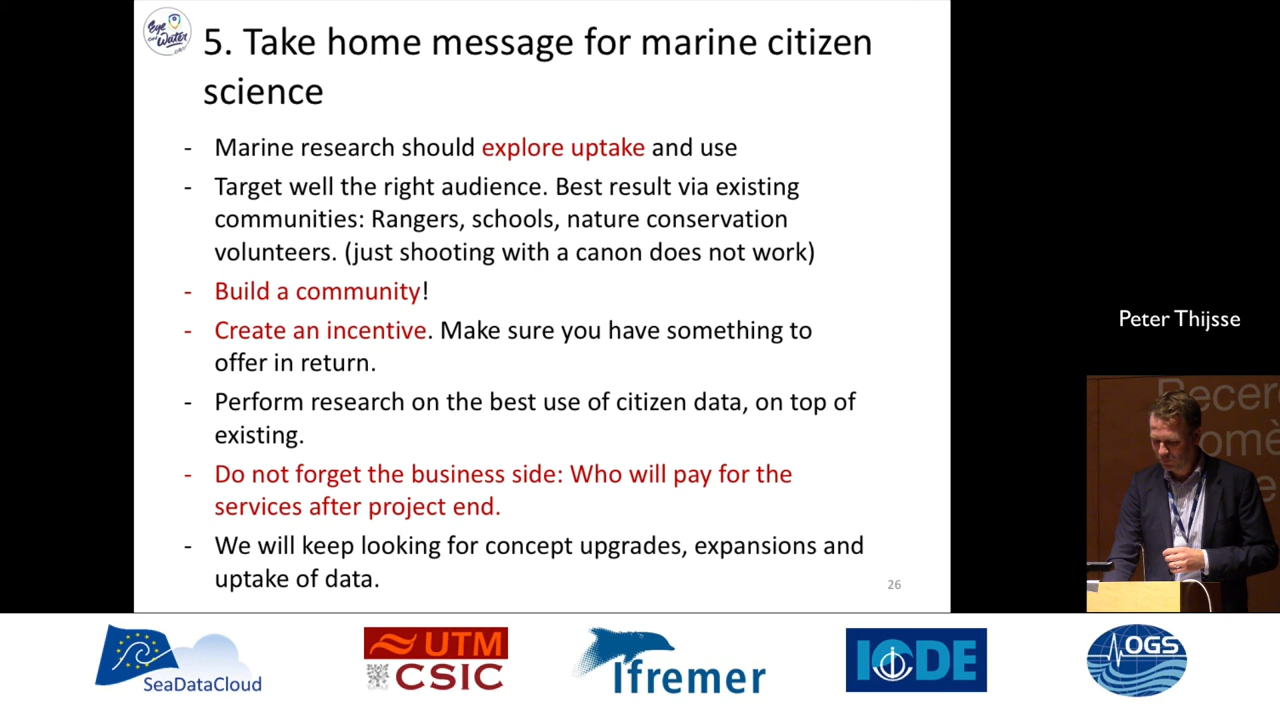 Eye
on Water
5. Take home message for marine citizen
science
- Marine research should explore uptake and use
- Target well the right audience. Best result via existing
communities: Rangers, schools, nature conservation
volunteers. (just shooting with a canon does not work)
- Build a community!
- Create an incentive. Make sure you have something to
offer in return.
- Perform research on the best use of citizen data, on top of
existing.
- Do not forget the business side: Who will pay for the
services after project end.
- We will keep looking for concept upgrades, expansions and
uptake of data.
26
Peter Thijsse
SeaDataCloud
UTM
CSIC
Ifremer
IODE
OGS